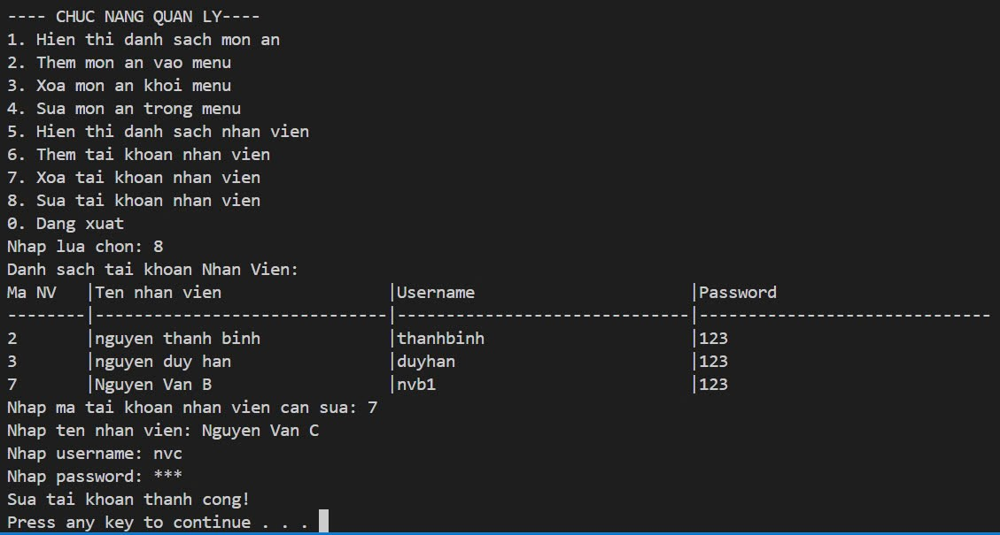 ---- CHUC NANG QUAN LY----
1. Hien thi danh sach mon an
2. Them mon an vao menu
3. Xoa mon an khoi menu
4. Sua mon an trong menu
5. Hien thi danh sach nhan vien
6. Them tai khoan nhan vien
7. Xoa tai khoan nhan vien
8. Sua tai khoan nhan vien
0. Dang xuat
Nhap lua chon: 8
Danh sach tai khoan Nhan Vien:
Ma NV   |Ten nhan vien                 |Username                      |Password
--------|------------------------------|------------------------------|------------------------------
2       |nguyen thanh binh             |thanhbinh                     |123
3       |nguyen duy han                |duyhan                        |123
7       |Nguyen Van B                  |nvb1                          |123
Nhap ma tai khoan nhan vien can sua: 7
Nhap ten nhan vien: Nguyen Van C
Nhap username: nvc
Nhap password: ***
Sua tai khoan thanh cong!
Press any key to continue . . .